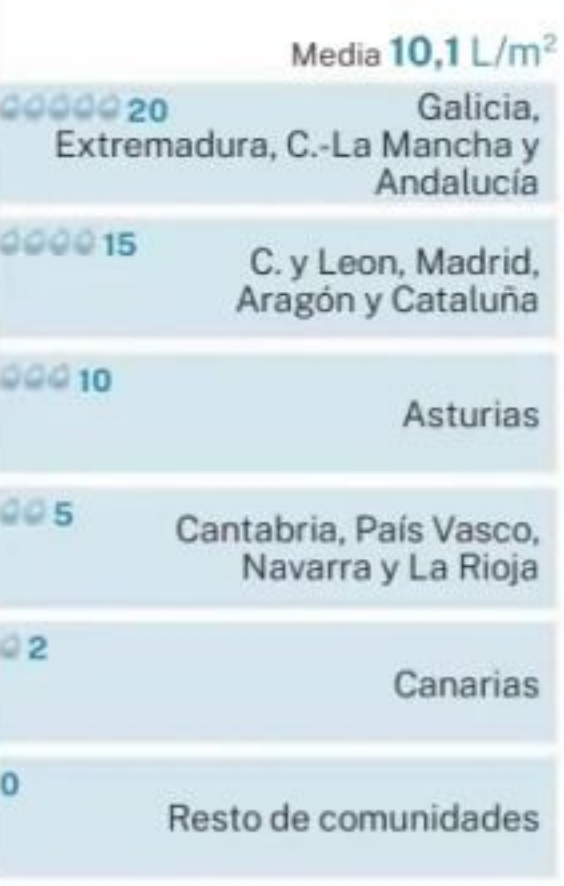 Media 10,1 L/m²
20 Galicia,
Extremadura, C.-La Mancha y
Andalucía
15
C. y Leon, Madrid,
Aragón y Cataluña
10
Asturias
5
Cantabria, País Vasco,
Navarra y La Rioja
2
Canarias
0
Resto de comunidades